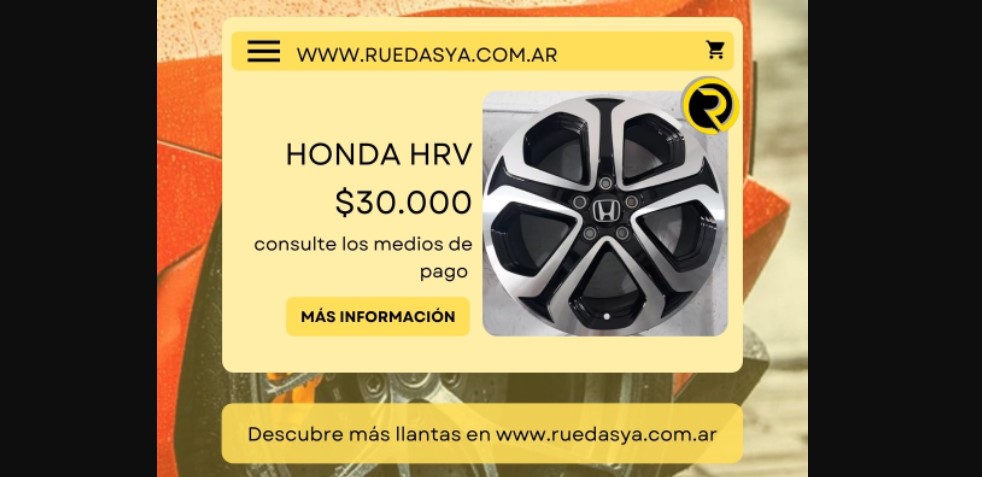 WWW.RUEDASYA.COM.AR
HONDA HRV
$30.000
consulte los medios de
pago
MÁS INFORMACIÓN
Descubre más llantas en www.ruedasya.com.ar